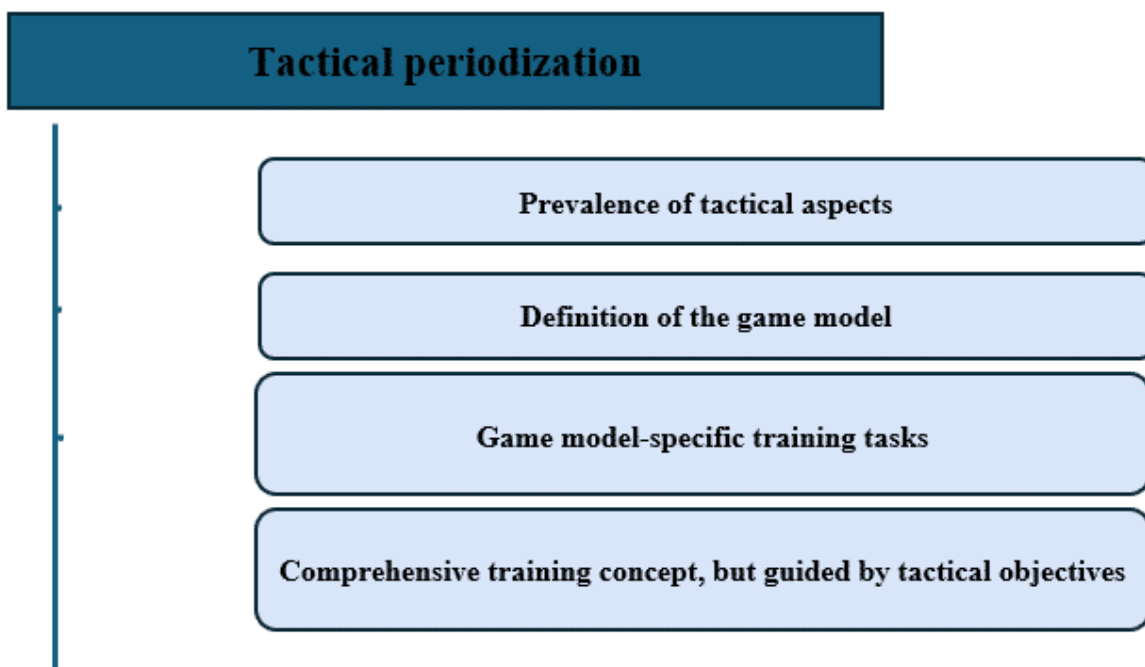 Tactical periodization
Prevalence of tactical aspects
Definition of the game model
Game model-specific training tasks
Comprehensive training concept, but guided by tactical objectives